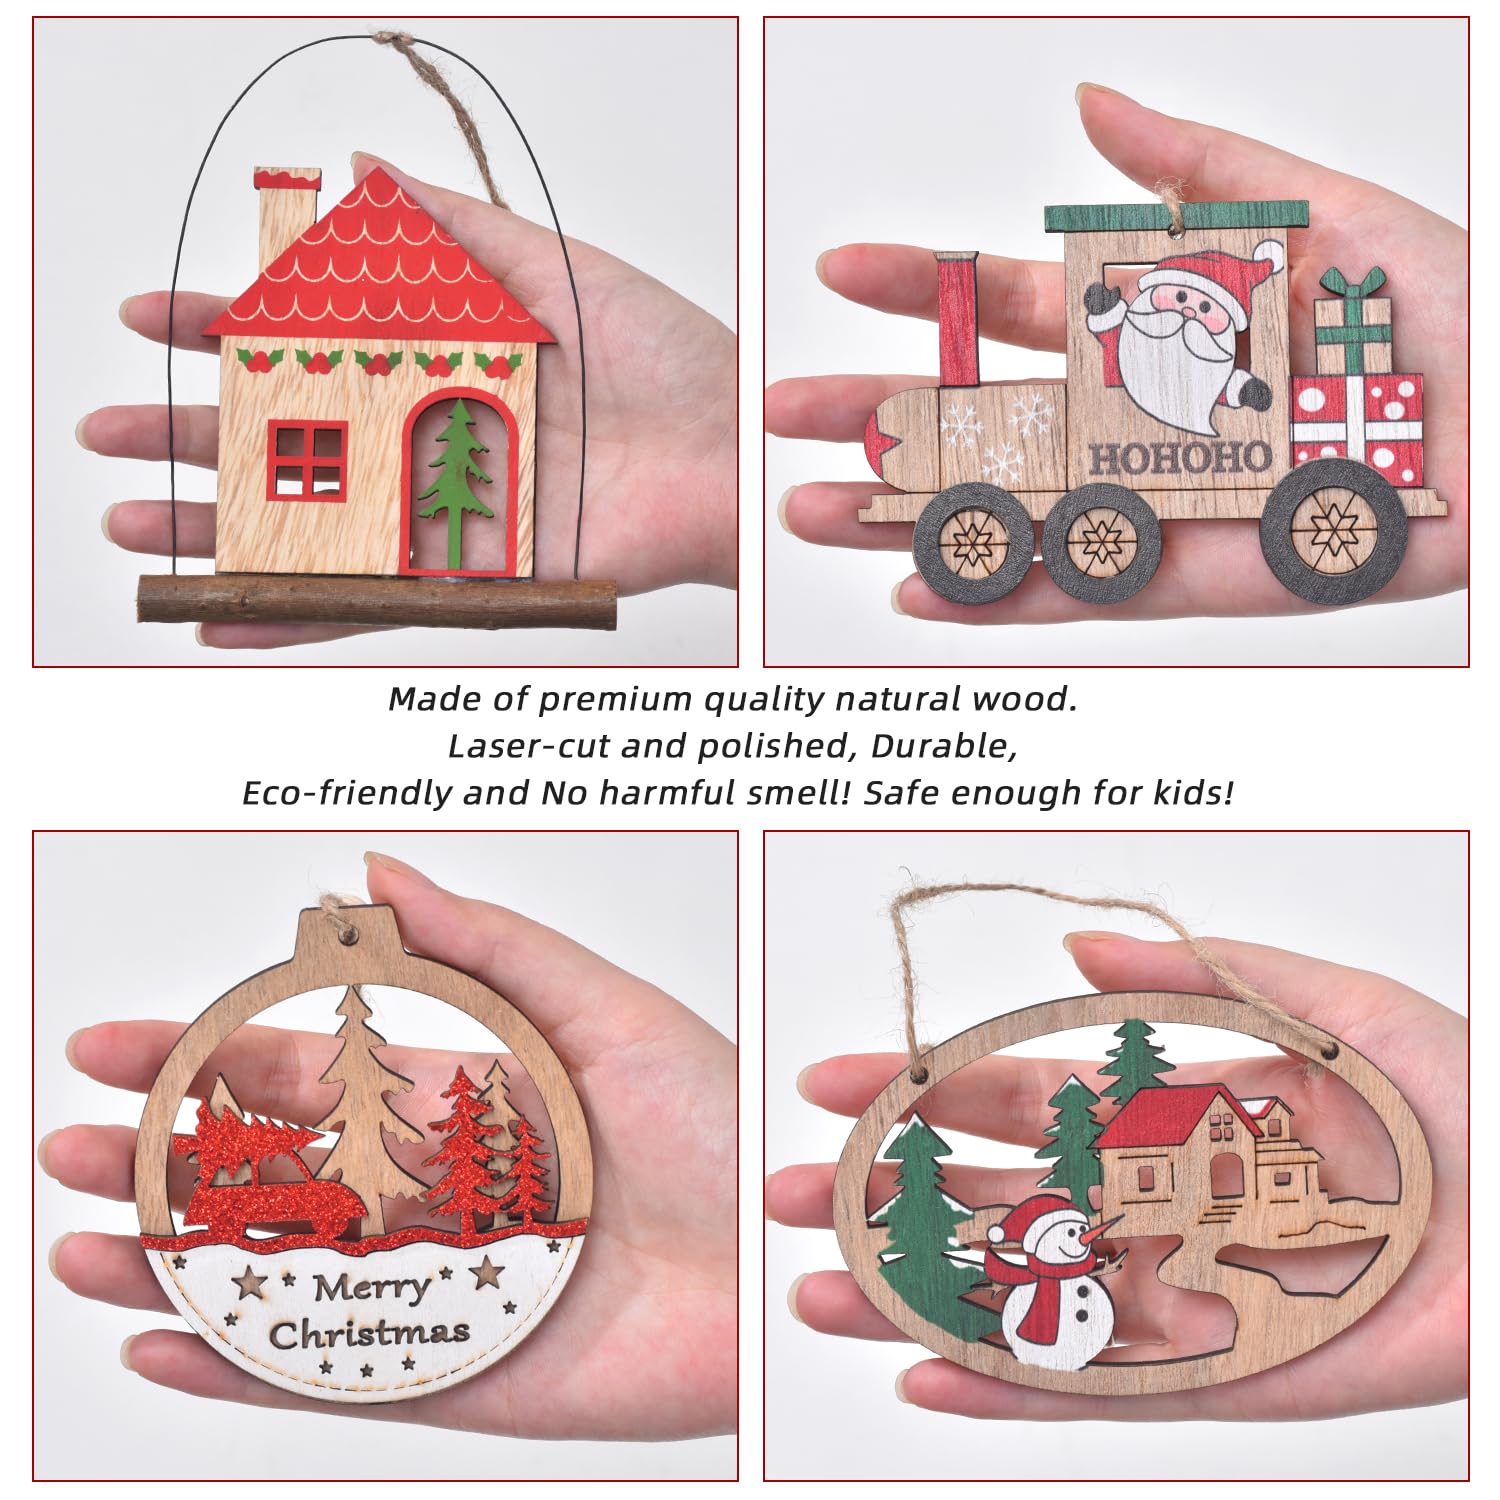 HOHOHO
Made of premium quality natural wood.
Laser-cut and polished, Durable,
Eco-friendly and No harmful smell! Safe enough for kids!
Merry
Christmas